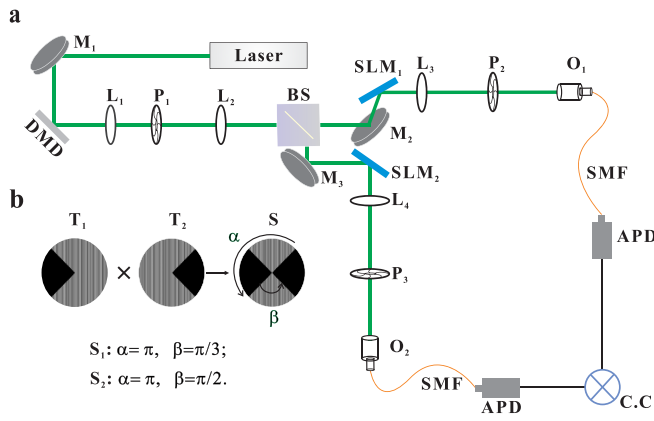 a
M₁
Laser
SLM₁
L₃
P₂
O₁
L₁
P₁
L₂
BS
DMD
M₂
M₃
SLM₂
SMF
b
L₄
T₁
T₂
S
α
APD
P₃
β
S₁: α= π, β=π/3;
S₂: α= π, β=π/2.
O₂
SMF
APD
C.C